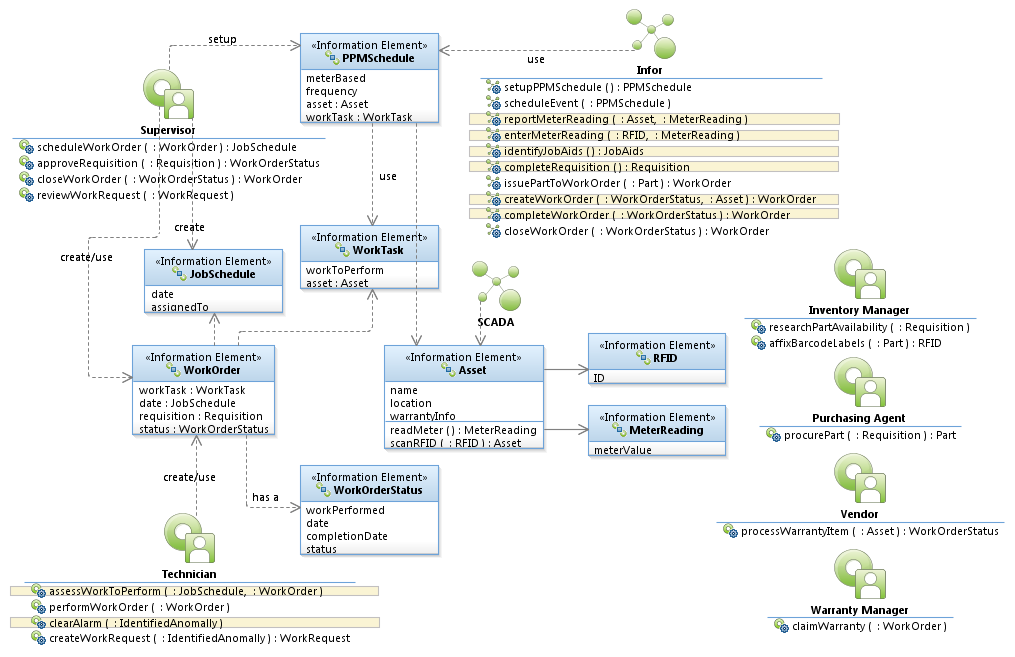 setup
«Information Element»
PPMSchedule
meterBased
frequency
asset : Asset
workTask : WorkTask
use
Infor
setupPPMSchedule ( ) : PPMSchedule
scheduleEvent ( : PPMSchedule )
reportMeterReading ( : Asset, : MeterReading )
enterMeterReading ( : RFID, : MeterReading )
identifyJobAids ( ) : JobAids
completeRequisition ( ) : Requisition
issuePartToWorkOrder ( : Part ) : WorkOrder
createWorkOrder ( : WorkOrderStatus, : Asset ) : WorkOrder
completeWorkOrder ( : WorkOrderStatus ) : WorkOrder
closeWorkOrder ( : WorkOrderStatus ) : WorkOrder
Supervisor
scheduleWorkOrder ( : WorkOrder ) : JobSchedule
approveRequisition ( : Requisition ) : WorkOrderStatus
closeWorkOrder ( : WorkOrderStatus ) : WorkOrder
reviewWorkRequest ( : WorkRequest )
use
create
create/use
«Information Element»
WorkTask
workToPerform
asset : Asset
«Information Element»
JobSchedule
date
assignedTo
SCADA
Inventory Manager
researchPartAvailability ( : Requisition )
affixBarcodeLabels ( : Part ) : RFID
«Information Element»
WorkOrder
workTask : WorkTask
date : JobSchedule
requisition : Requisition
status : WorkOrderStatus
«Information Element»
Asset
name
location
warrantyInfo
readMeter ( ) : MeterReading
scanRFID ( : RFID ) : Asset
«Information Element»
RFID
ID
«Information Element»
MeterReading
meterValue
Purchasing Agent
procurePart ( : Requisition ) : Part
create/use
has a
«Information Element»
WorkOrderStatus
workPerformed
date
completionDate
status
Vendor
processWarrantyItem ( : Asset ) : WorkOrderStatus
Technician
assessWorkToPerform ( : JobSchedule, : WorkOrder )
performWorkOrder ( : WorkOrder )
clearAlarm ( : IdentifiedAnomally )
createWorkRequest ( : IdentifiedAnomally ) : WorkRequest
Warranty Manager
claimWarranty ( : WorkOrder )